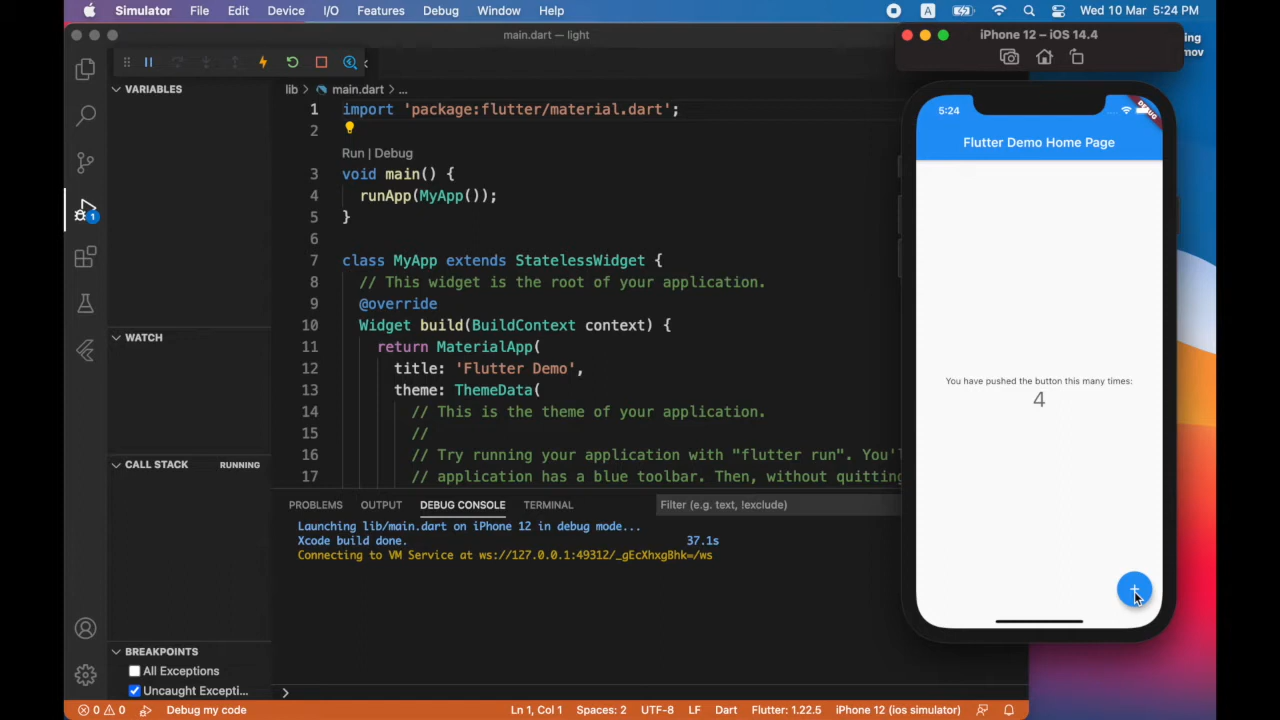 Simulator File Edit Device I/O Features Debug Window Help A Wed 10 Mar 5:24 PM
main.dart — light
iPhone 12 – iOS 14.4
ing
mov
VARIABLES
lib > main.dart > ...
1 import 'package:flutter/material.dart';
2
Run | Debug
3 void main() {
4 runApp(MyApp());
5 }
6
7 class MyApp extends StatelessWidget {
8 // This widget is the root of your application.
9 @override
10 Widget build(BuildContext context) {
11 return MaterialApp(
12 title: 'Flutter Demo',
13 theme: ThemeData(
14 // This is the theme of your application.
15 //
16 // Try running your application with "flutter run". You'l
17 // application has a blue toolbar. Then, without quitting
1
WATCH
CALL STACK RUNNING
BREAKPOINTS
All Exceptions
Uncaught Excepti...
PROBLEMS OUTPUT DEBUG CONSOLE TERMINAL Filter (e.g. text, !exclude)
Launching lib/main.dart on iPhone 12 in debug mode...
Xcode build done. 37.1s
Connecting to VM Service at ws://127.0.0.1:49312/_gEcXhxgBhk=/ws
>
5:24
DEBUG
Flutter Demo Home Page
You have pushed the button this many times:
4
+
0 0 Debug my code Ln 1, Col 1 Spaces: 2 UTF-8 LF Dart Flutter: 1.22.5 iPhone 12 (ios simulator)